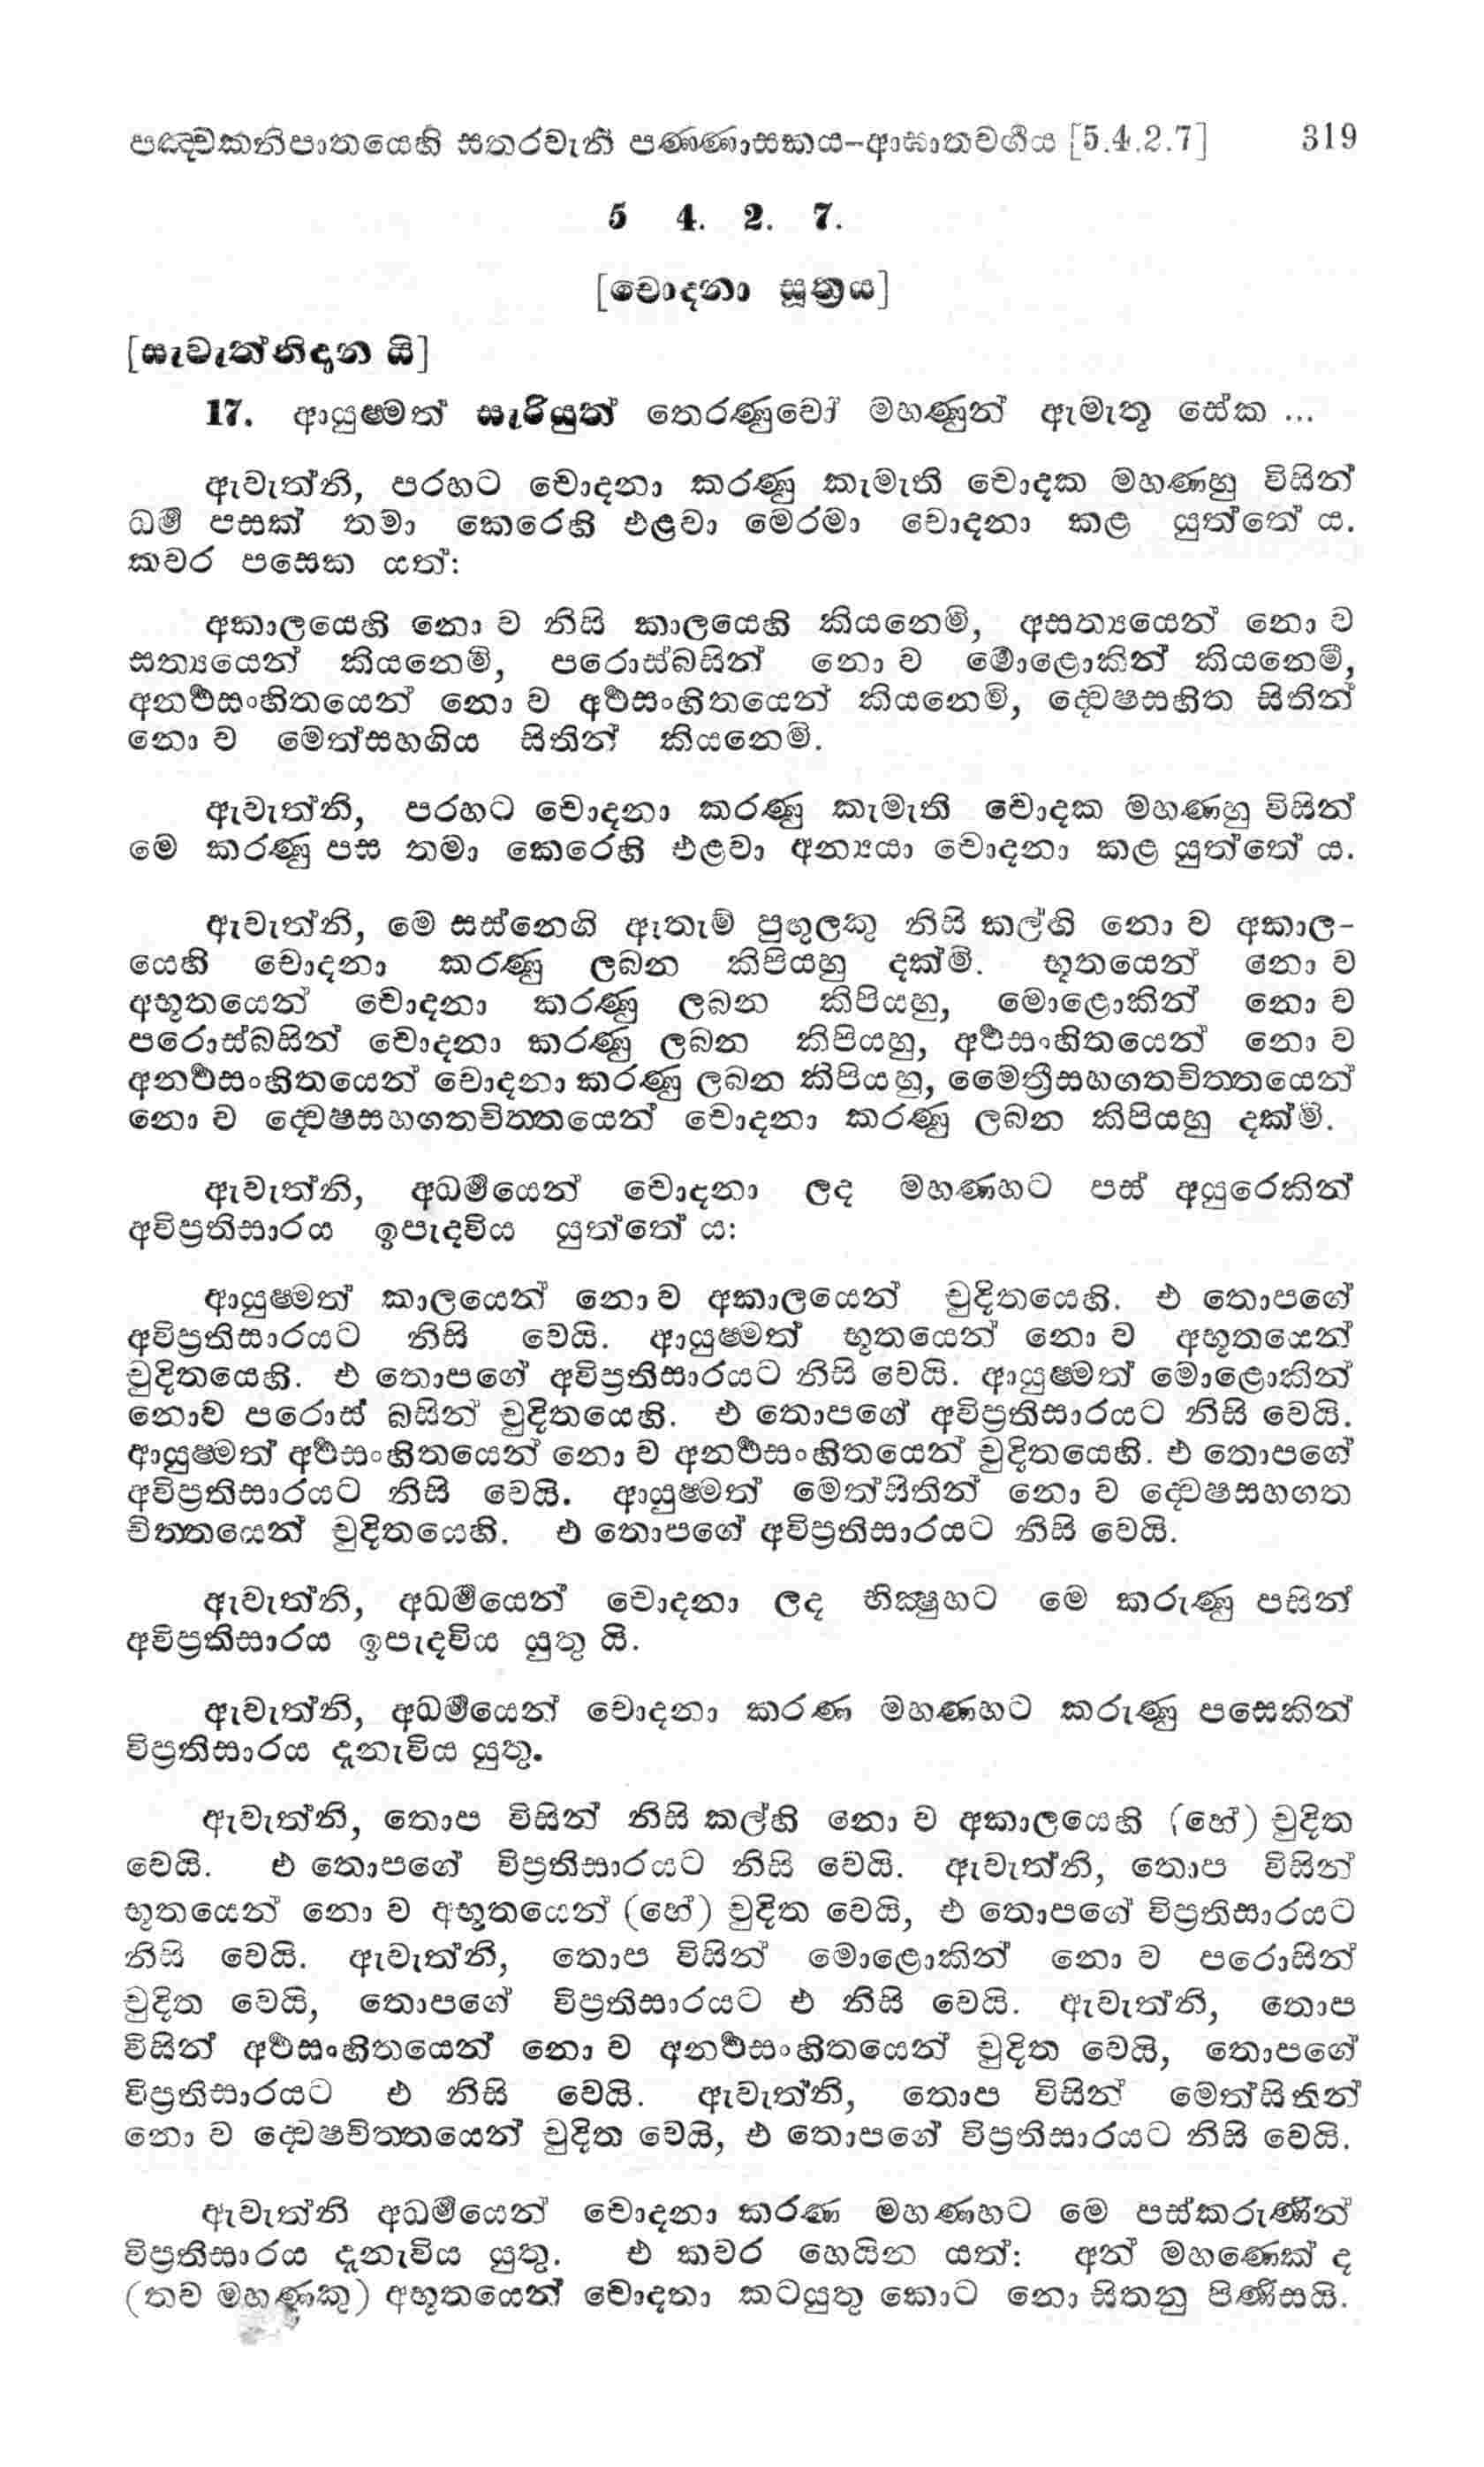 පඤ්චකනිපාතයෙහි සතරවැනි පණ්ණාසකය-ආඝාතවර්ගය [5.4.2.7] 319
5 4. 2. 7.
[චොදනා සූත්‍රය]
[සැවැත්නිදාන යි]
17. ආයුෂ්මත් සැරියුත් තෙරණුවෝ මහණුන් ඇමැතූ සේක ...
ඇවැත්නි, පරහට චොදනා කරණු කැමැති චොදක මහණහු විසින්
ධර්ම පසක් තමා කෙරෙහි එළවා මෙරමා චොදනා කළ යුත්තේ ය.
කවර පසෙක යත්:
අකාලයෙහි නො ව නිසි කාලයෙහි කියනෙමි, අසත්‍යයෙන් නො ව
සත්‍යයෙන් කියනෙමි, පරොස්බසින් නො ව මොළොකින් කියනෙමි,
අනර්ථසංහිතයෙන් නො ව අර්ථසංහිතයෙන් කියනෙමි, ද්වේෂසහිත සිතින්
නො ව මෙත්සහගිය සිතින් කියනෙමි.
ඇවැත්නි, පරහට චොදනා කරණු කැමැති චොදක මහණහු විසින්
මෙ කරණු පස තමා කෙරෙහි එළවා අන්‍යයා චොදනා කළ යුත්තේ ය.
ඇවැත්නි, මේ සස්නෙහි ඇතැම් පුඟුලකු නිසි කල්හි නො ව අකාල-
යෙහි චොදනා කරණු ලබන කිපියහු දක්මි. භූතයෙන් නො ව
අභූතයෙන් චොදනා කරණු ලබන කිපියහු, මොළොකින් නො ව
පරොස්බසින් චොදනා කරණු ලබන කිපියහු, අර්ථසංහිතයෙන් නො ව
අනර්ථසංහිතයෙන් චොදනා කරණු ලබන කිපියහු, මෛත්‍රීසහගතචිත්තයෙන්
නො ව ද්වේෂසහගතචිත්තයෙන් චොදනා කරණු ලබන කිපියහු දක්මි.
ඇවැත්නි, අධර්මයෙන් චොදනා ලද මහණහට පස් අයුරෙකින්
අවිප්‍රතිසාරය ඉපැදවිය යුත්තේ ය:
ආයුෂ්මත් කාලයෙන් නොව අකාලයෙන් චුදිතයෙහි. එ තොපගේ
අවිප්‍රතිසාරයට නිසි වෙයි. ආයුෂ්මත් භූතයෙන් නො ව අභූතයෙන්
චුදිතයෙහි. එ තොපගේ අවිප්‍රතිසාරයට නිසි වෙයි. ආයුෂ්මත් මොළොකින්
නොව පරොස් බසින් චුදිතයෙහි. එ තොපගේ අවිප්‍රතිසාරයට නිසි වෙයි.
ආයුෂ්මත් අර්ථසංහිතයෙන් නො ව අනර්ථසංහිතයෙන් චුදිතයෙහි. එ තොපගේ
අවිප්‍රතිසාරයට නිසි වෙයි. ආයුෂ්මත් මෙත්සිතින් නො ව ද්වේෂසහගත
චිත්තයෙන් චුදිතයෙහි. එ තොපගේ අවිප්‍රතිසාරයට නිසි වෙයි.
ඇවැත්නි, අධර්මයෙන් චොදනා ලද භික්‍ෂුහට මෙ කරුණු පසින්
අවිප්‍රතිසාරය ඉපැදවිය යුතු යි.
ඇවැත්නි, අධර්මයෙන් චොදනා කරණ මහණහට කරුණු පසෙකින්
විප්‍රතිසාරය දූනැවිය යුතු.
ඇවැත්නි, තොප විසින් නිසි කල්හි නො ව අකාලයෙහි (හේ) චුදිත
වෙයි. එ තොපගේ විප්‍රතිසාරයට නිසි වෙයි. ඇවැත්නි, තොප විසින්
භූතයෙන් නො ව අභූතයෙන් (හේ) චුදිත වෙයි, එ තොපගේ විප්‍රතිසාරයට
නිසි වෙයි. ඇවැත්නි, තොප විසින් මොළොකින් නො ව පරොසින්
චුදිත වෙයි, තොපගේ විප්‍රතිසාරයට එ නිසි වෙයි. ඇවැත්නි, තොප
විසින් අර්ථසංහිතයෙන් නො ව අනර්ථසංහිතයෙන් චුදිත වෙයි, තොපගේ
විප්‍රතිසාරයට එ නිසි වෙයි. ඇවැත්නි, තොප විසින් මෙත්සිතින්
නො ව ද්වේෂචිත්තයෙන් චුදිත වෙයි, එ තොපගේ විප්‍රතිසාරයට නිසි වෙයි.
ඇවැත්නි අධර්මයෙන් චොදනා කරණ මහණහට මෙ පස්කරුණින්
විප්‍රතිසාරය දූනැවිය යුතු. එ කවර හෙයින යත්: අන් මහණෙක් ද
(තව මහණකු) අභූතයෙන් චොදනා කටයුතු කොට නො සිතනු පිණිසයි.